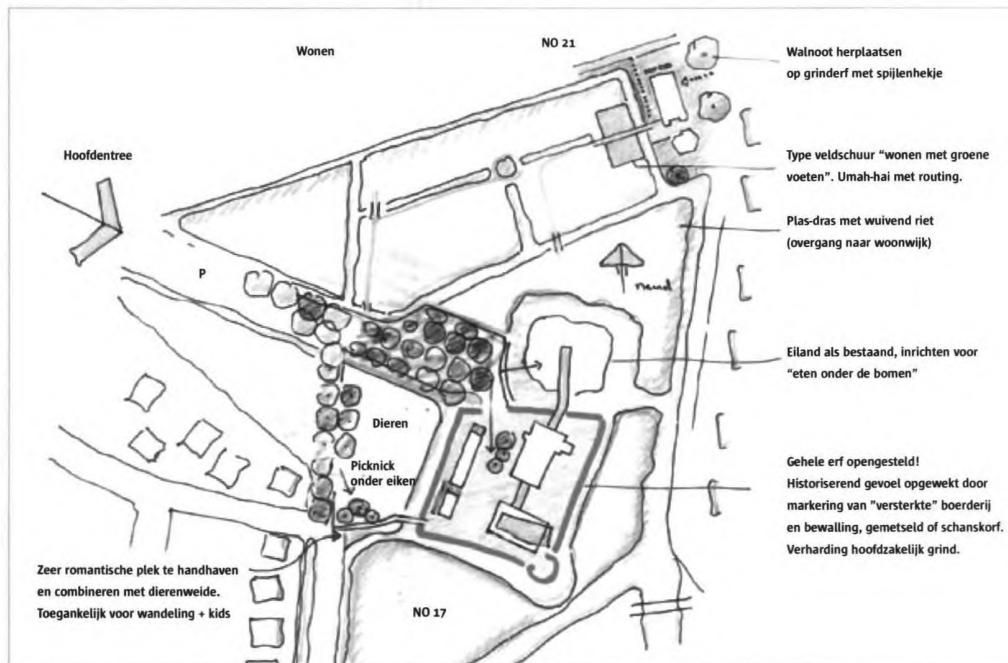 Wonen
NO 21
Walnoot herplaatsen
op grinderf met spijlenhekje
Hoofdentree
Type veldschuur “wonen met groene
voeten”. Umah-hai met routing.
Plas-dras met wuivend riet
(overgang naar woonwijk)
P
Eiland als bestaand, inrichten voor
“eten onder de bomen”
Dieren
Picknick
onder eiken
Gehele erf opengesteld!
Historiserend gevoel opgewekt door
markering van ”versterkte” boerderij
en bewalling, gemetseld of schanskorf.
Verharding hoofdzakelijk grind.
Zeer romantische plek te handhaven
en combineren met dierenweide.
Toegankelijk voor wandeling + kids
NO 17